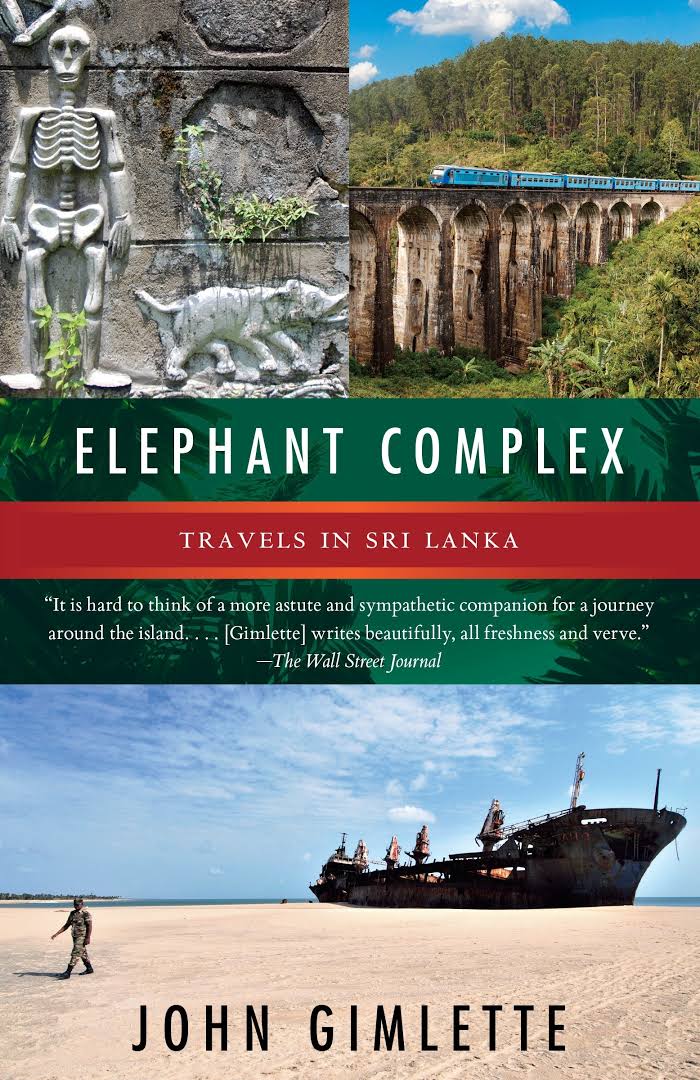 ELEPHANT COMPLEX
TRAVELS IN SRI LANKA
“It is hard to think of a more astute and sympathetic companion for a journey
around the island. . . . [Gimlette] writes beautifully, all freshness and verve.”
—The Wall Street Journal
JOHN GIMLETTE